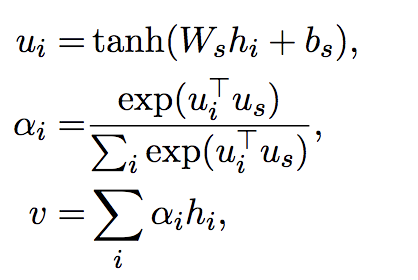 u_i = tanh(W_s h_i + b_s),
α_i = exp(u_i^⊤ u_s) / ∑_i exp(u_i^⊤ u_s),
v = ∑_i α_i h_i,